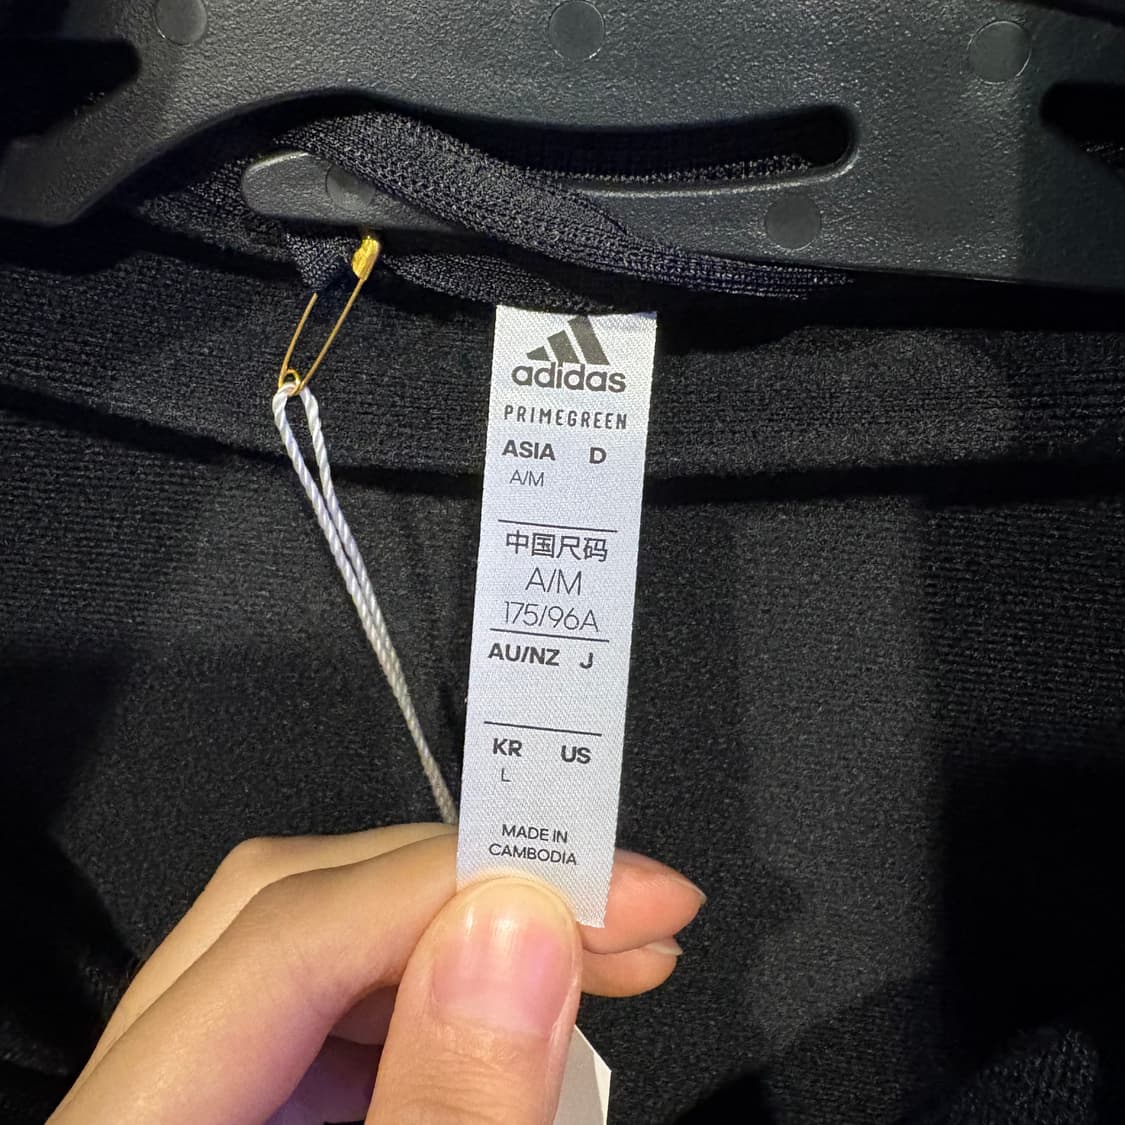 adidas
PRIMEGREEN
ASIA D
A/M
中国尺码
A/M
175/96A
AU/NZ J
KR US
L
MADE IN
CAMBODIA